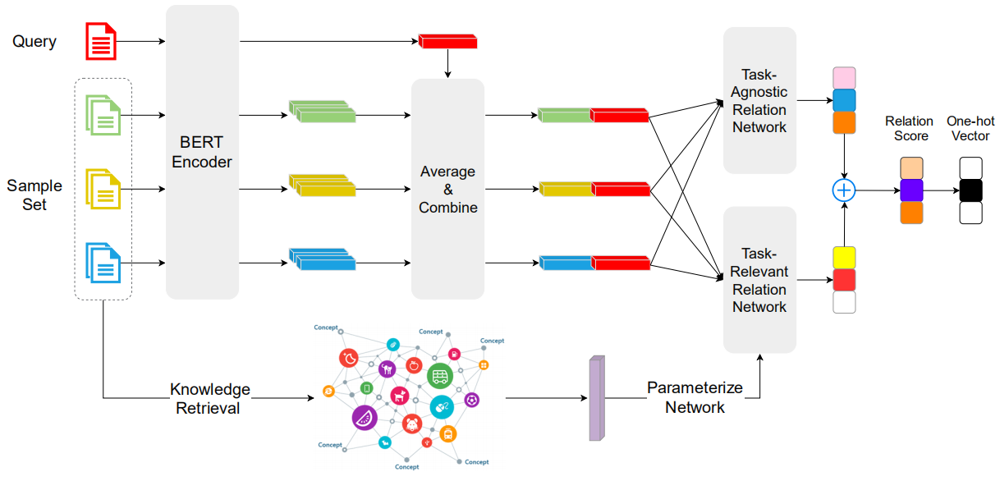 Query
Sample
Set
BERT
Encoder
Average
&
Combine
Task-
Agnostic
Relation
Network
Task-
Relevant
Relation
Network
Relation
Score
One-hot
Vector
Knowledge
Retrieval
Concept
Concept
Concept
Concept
Concept
Concept
Parameterize
Network